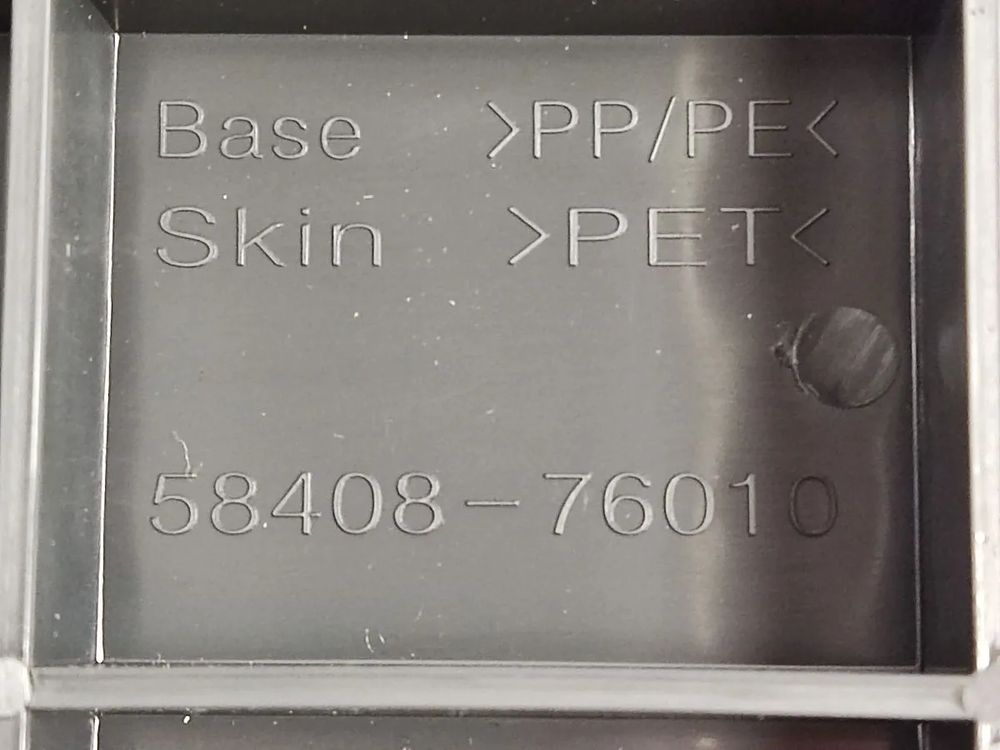 Base >PP/PE<
Skin >PET<
58408-76010